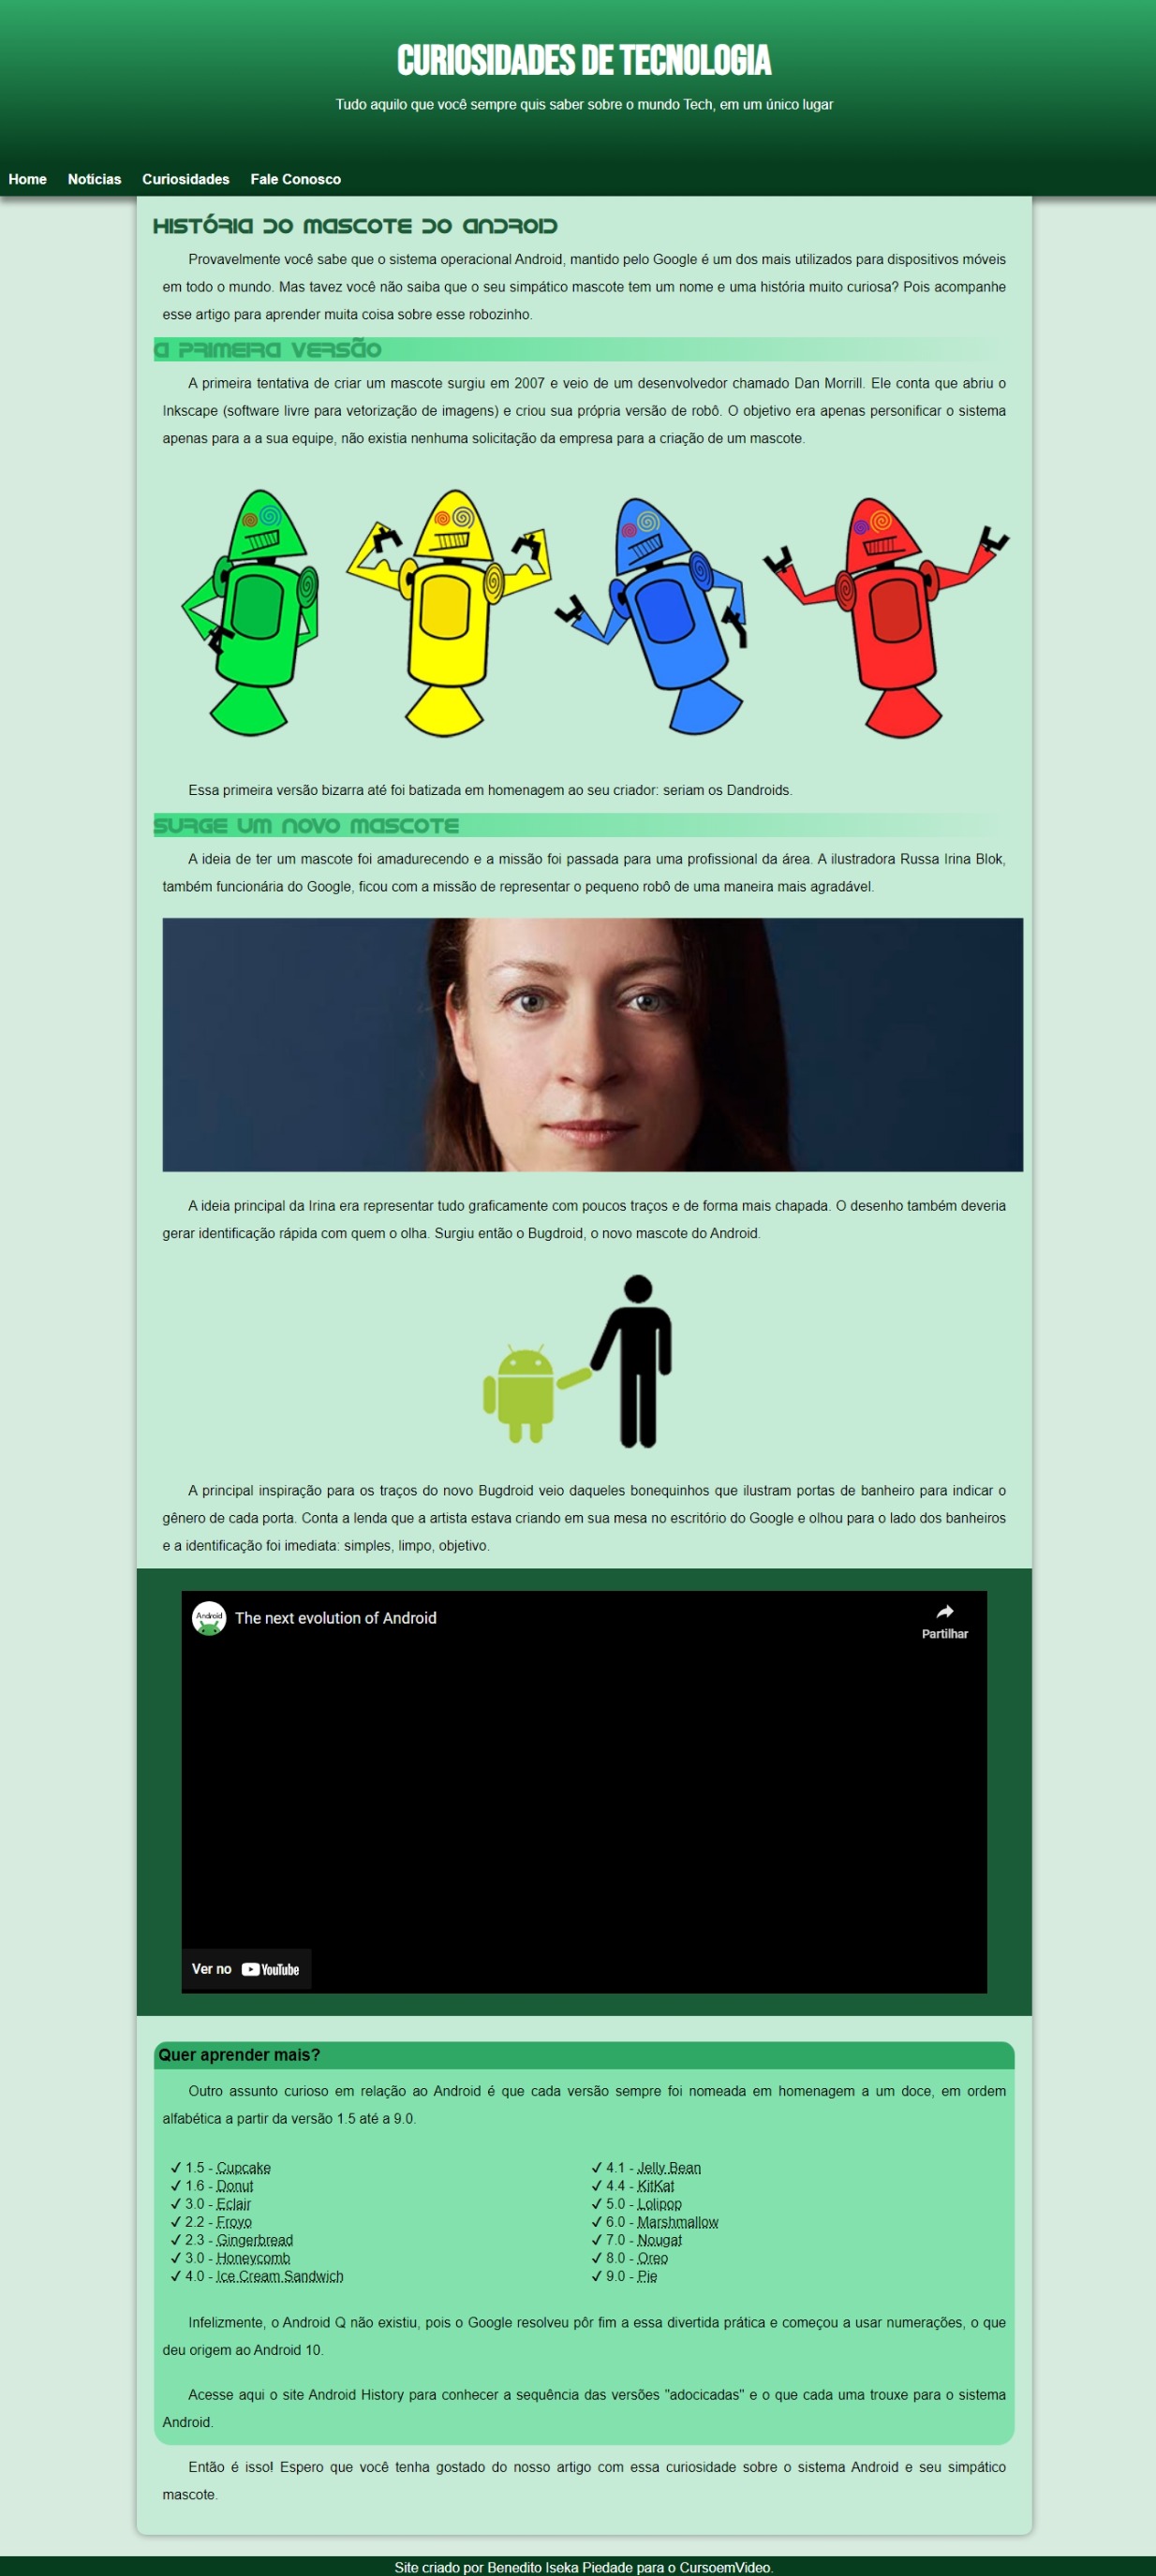 CURIOSIDADES DE TECNOLOGIA
Tudo aquilo que você sempre quis saber sobre o mundo Tech, em um único lugar
Home Noticias Curiosidades Fale Conosco
História do Mascote do Android
Provavelmente você sabe que o sistema operacional Android, mantido pelo Google é um dos mais utilizados para dispositivos móveis
em todo o mundo. Mas tavez você não saiba que o seu simpático mascote tem um nome e uma história muito curiosa? Pois acompanhe
esse artigo para aprender muita coisa sobre esse robozinho.
A primeira versão
A primeira tentativa de criar um mascote surgiu em 2007 e veio de um desenvolvedor chamado Dan Morrill. Ele conta que abriu o
Inkscape (software livre para vetorização de imagens) e criou sua própria versão de robô. O objetivo era apenas personificar o sistema
apenas para a a sua equipe, não existia nenhuma solicitação da empresa para a criação de um mascote.
Essa primeira versão bizarra até foi batizada em homenagem ao seu criador: seriam os Dandroids.
Surge um novo mascote
A ideia de ter um mascote foi amadurecendo e a missão foi passada para uma profissional da área. A ilustradora Russa Irina Blok,
também funcionária do Google, ficou com a missão de representar o pequeno robô de uma maneira mais agradável.
A ideia principal da Irina era representar tudo graficamente com poucos traços e de forma mais chapada. O desenho também deveria
gerar identificação rápida com quem o olha. Surgiu então o Bugdroid, o novo mascote do Android.
A principal inspiração para os traços do novo Bugdroid veio daqueles bonequinhos que ilustram portas de banheiro para indicar o
gênero de cada porta. Conta a lenda que a artista estava criando em sua mesa no escritório do Google e olhou para o lado dos banheiros
e a identificação foi imediata: simples, limpo, objetivo.
Android The next evolution of Android
Partilhar
Ver no YouTube
Quer aprender mais?
Outro assunto curioso em relação ao Android é que cada versão sempre foi nomeada em homenagem a um doce, em ordem
alfabética a partir da versão 1.5 até a 9.0.
✓ 1.5 - Cupcake
✓ 1.6 - Donut
✓ 3.0 - Eclair
✓ 2.2 - Froyo
✓ 2.3 - Gingerbread
✓ 3.0 - Honeycomb
✓ 4.0 - Ice Cream Sandwich
✓ 4.1 - Jelly Bean
✓ 4.4 - KitKat
✓ 5.0 - Lolipop
✓ 6.0 - Marshmallow
✓ 7.0 - Nougat
✓ 8.0 - Oreo
✓ 9.0 - Pie
Infelizmente, o Android Q não existiu, pois o Google resolveu pôr fim a essa divertida prática e começou a usar numerações, o que
deu origem ao Android 10.
Acesse aqui o site Android History para conhecer a sequência das versões "adocicadas" e o que cada uma trouxe para o sistema
Android.
Então é isso! Espero que você tenha gostado do nosso artigo com essa curiosidade sobre o sistema Android e seu simpático
mascote.
Site criado por Benedito Iseka Piedade para o CursoemVideo.